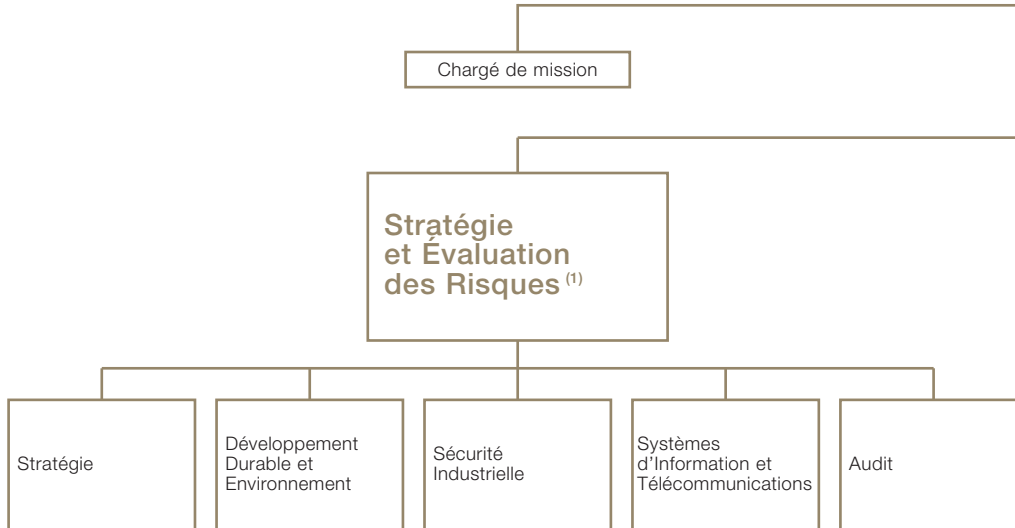 Chargé de mission
Stratégie
et Évaluation
des Risques (1)
Stratégie
Développement
Durable et
Environnement
Sécurité
Industrielle
Systèmes
d’Information et
Télécommunications
Audit